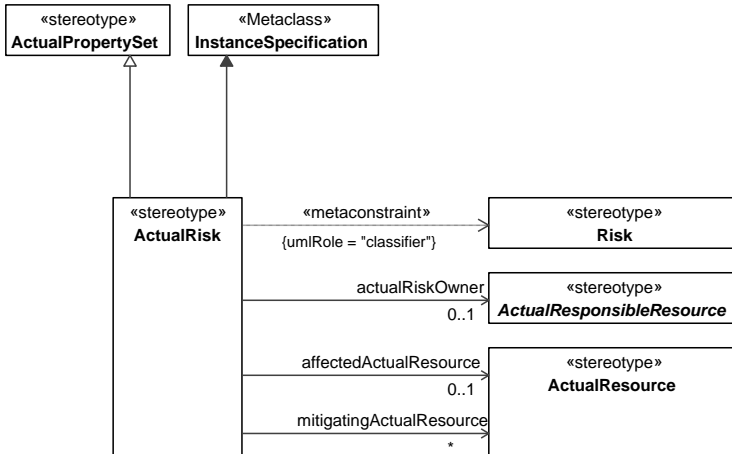 «stereotype»
ActualPropertySet
«Metaclass»
InstanceSpecification
«stereotype»
ActualRisk
«metaconstraint»
{umlRole = "classifier"}
«stereotype»
Risk
actualRiskOwner
0..1
«stereotype»
ActualResponsibleResource
affectedActualResource
0..1
«stereotype»
ActualResource
mitigatingActualResource
*